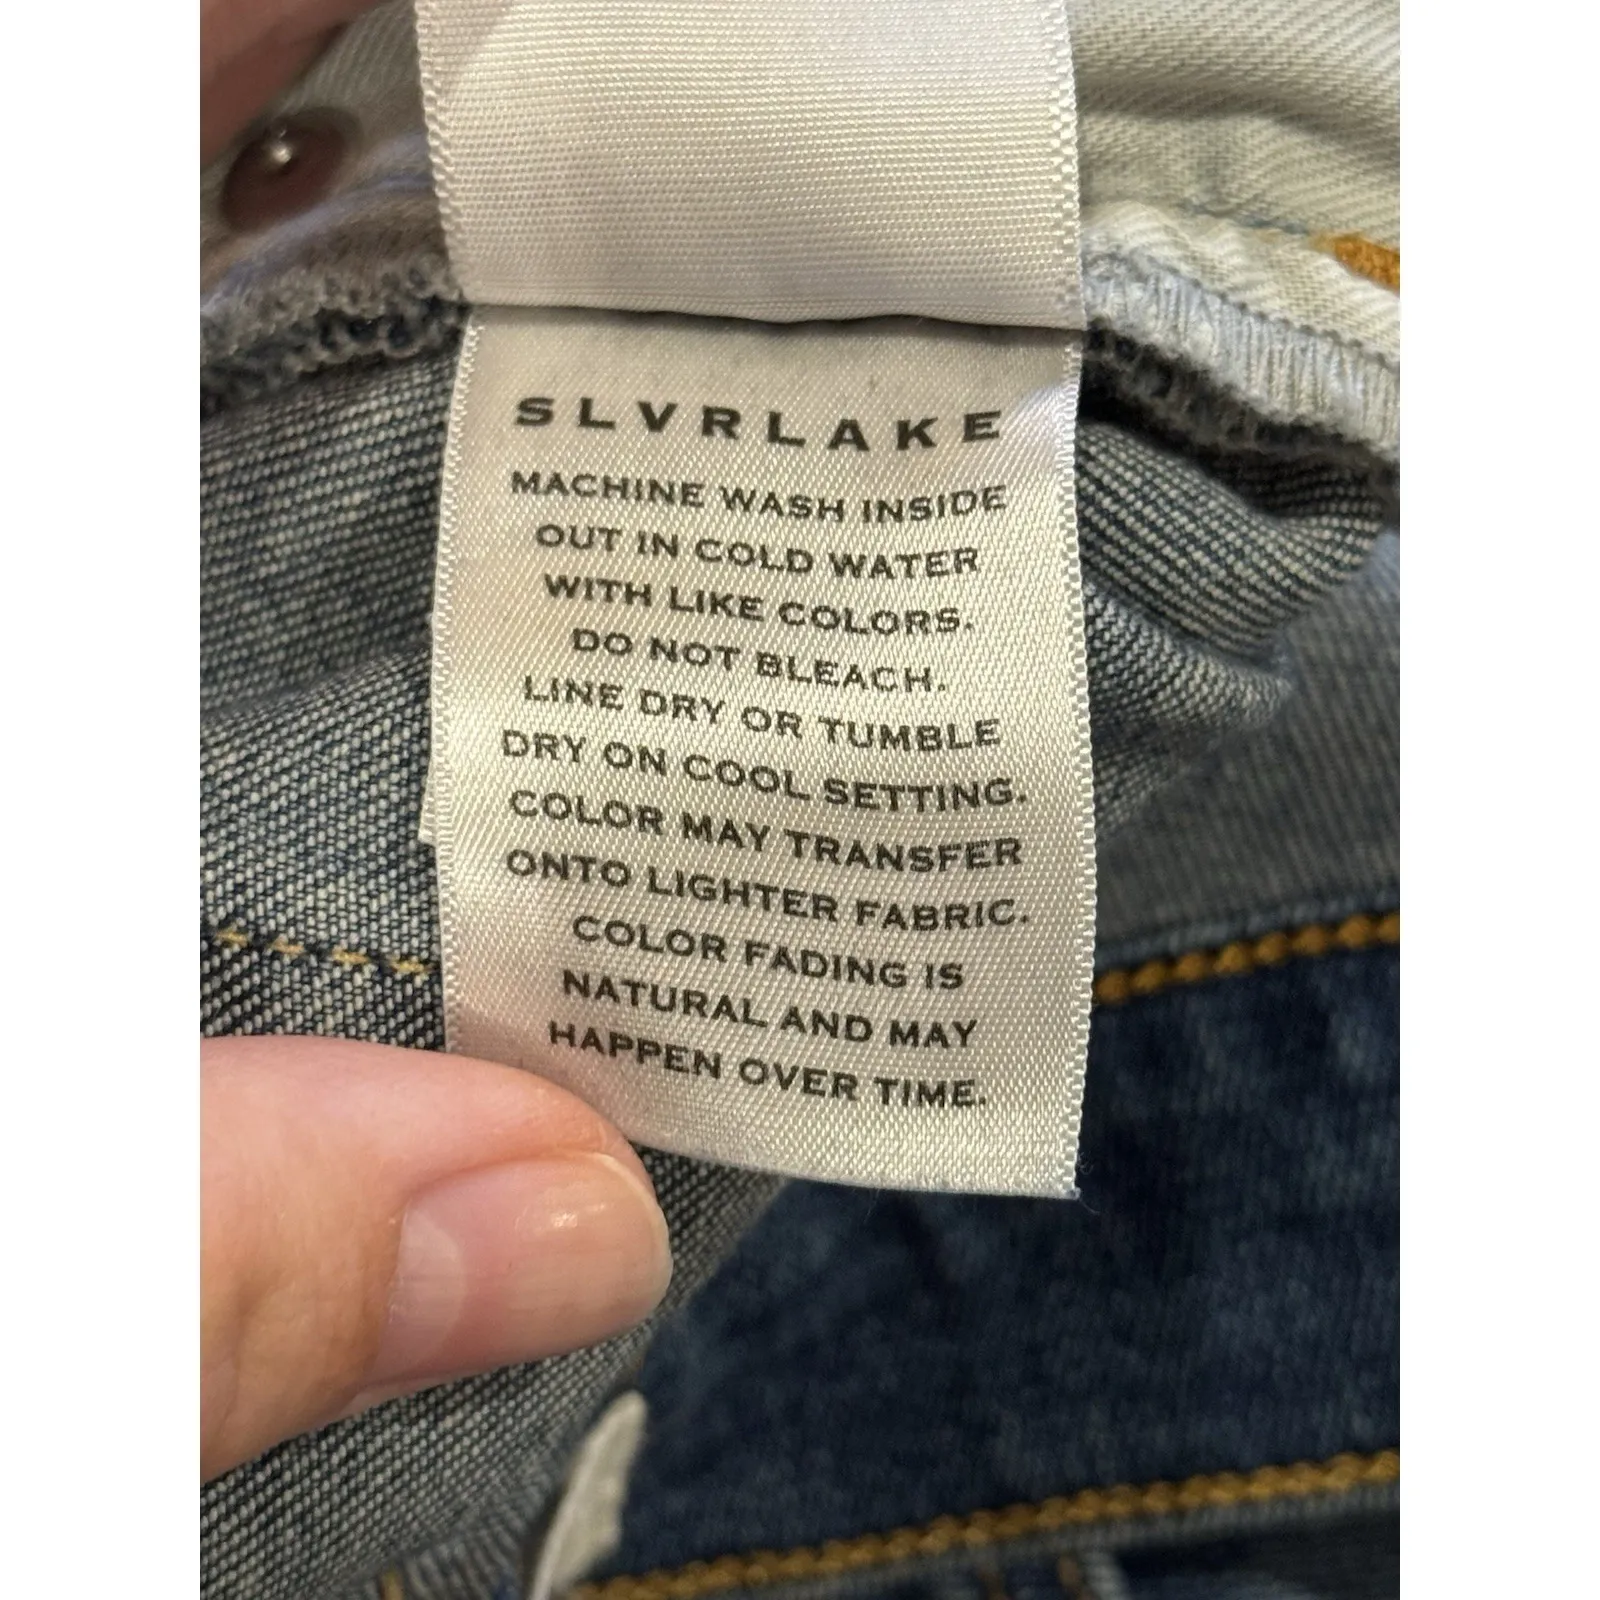 SLVRLAKE
MACHINE WASH INSIDE
OUT IN COLD WATER
WITH LIKE COLORS.
DO NOT BLEACH.
LINE DRY OR TUMBLE
DRY ON COOL SETTING.
COLOR MAY TRANSFER
ONTO LIGHTER FABRIC.
COLOR FADING IS
NATURAL AND MAY
HAPPEN OVER TIME.